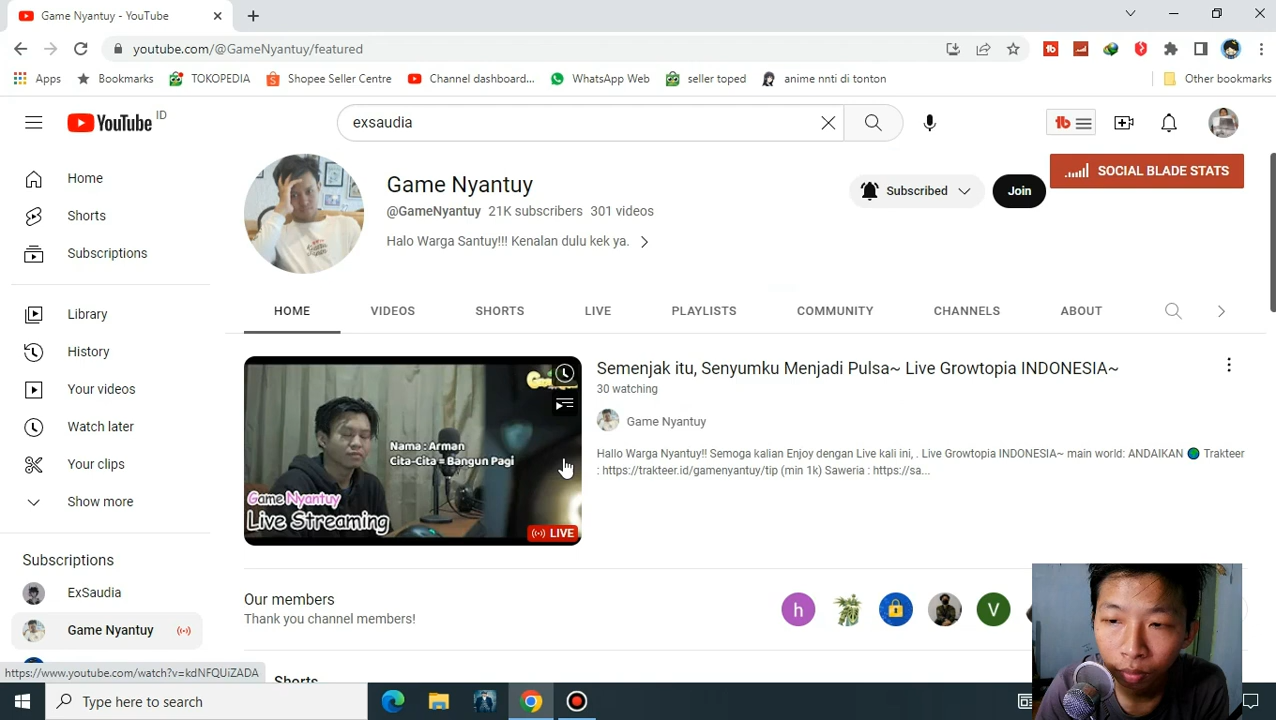 Game Nyantuy - YouTube
youtube.com/@GameNyantuy/featured
Apps Bookmarks TOKOPEDIA Shopee Seller Centre Channel dashboard... WhatsApp Web seller toped anime nnti di tonton Other bookmarks
YouTube ID
exsaudia
Home
Shorts
Subscriptions
Library
History
Your videos
Watch later
Your clips
Show more
Subscriptions
ExSaudia
Game Nyantuy
Game Nyantuy
@GameNyantuy 21K subscribers 301 videos
Halo Warga Santuy!!! Kenalan dulu kek ya.
Subscribed Join
SOCIAL BLADE STATS
HOME VIDEOS SHORTS LIVE PLAYLISTS COMMUNITY CHANNELS ABOUT
Nama : Arman
Cita-Cita = Bangun Pagi
Game Nyantuy
Live Streaming
LIVE
Semenjak itu, Senyumku Menjadi Pulsa~ Live Growtopia INDONESIA~
30 watching
Game Nyantuy
Hallo Warga Nyantuy!! Semoga kalian Enjoy dengan Live kali ini, . Live Growtopia INDONESIA~ main world: ANDAIKAN 🌎 Trakteer
: https://trakteer.id/gamenyantuy/tip (min 1k) Saweria : https://sa...
Our members
Thank you channel members!
h V
Shorts
https://www.youtube.com/watch?v=kdNFQUiZADA
Type here to search